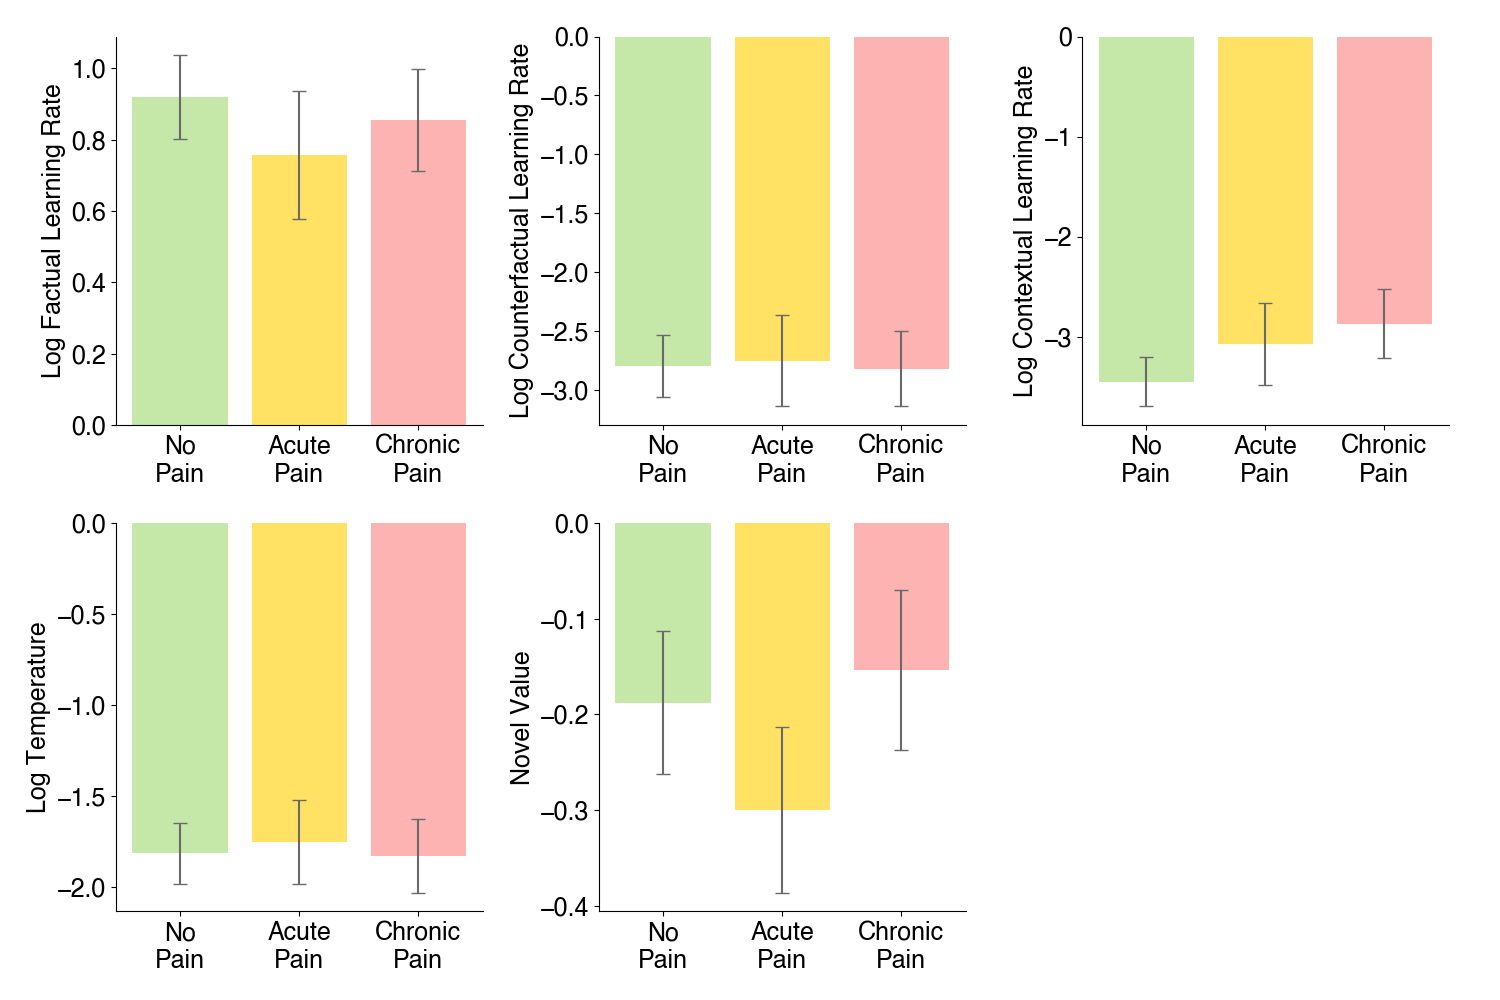 Log Factual Learning Rate
1.0
0.8
0.6
0.4
0.2
0.0
No
Pain
Acute
Pain
Chronic
Pain
Log Counterfactual Learning Rate
0.0
−0.5
−1.0
−1.5
−2.0
−2.5
−3.0
No
Pain
Acute
Pain
Chronic
Pain
Log Contextual Learning Rate
0
−1
−2
−3
No
Pain
Acute
Pain
Chronic
Pain
Log Temperature
0.0
−0.5
−1.0
−1.5
−2.0
No
Pain
Acute
Pain
Chronic
Pain
Novel Value
0.0
−0.1
−0.2
−0.3
−0.4
No
Pain
Acute
Pain
Chronic
Pain